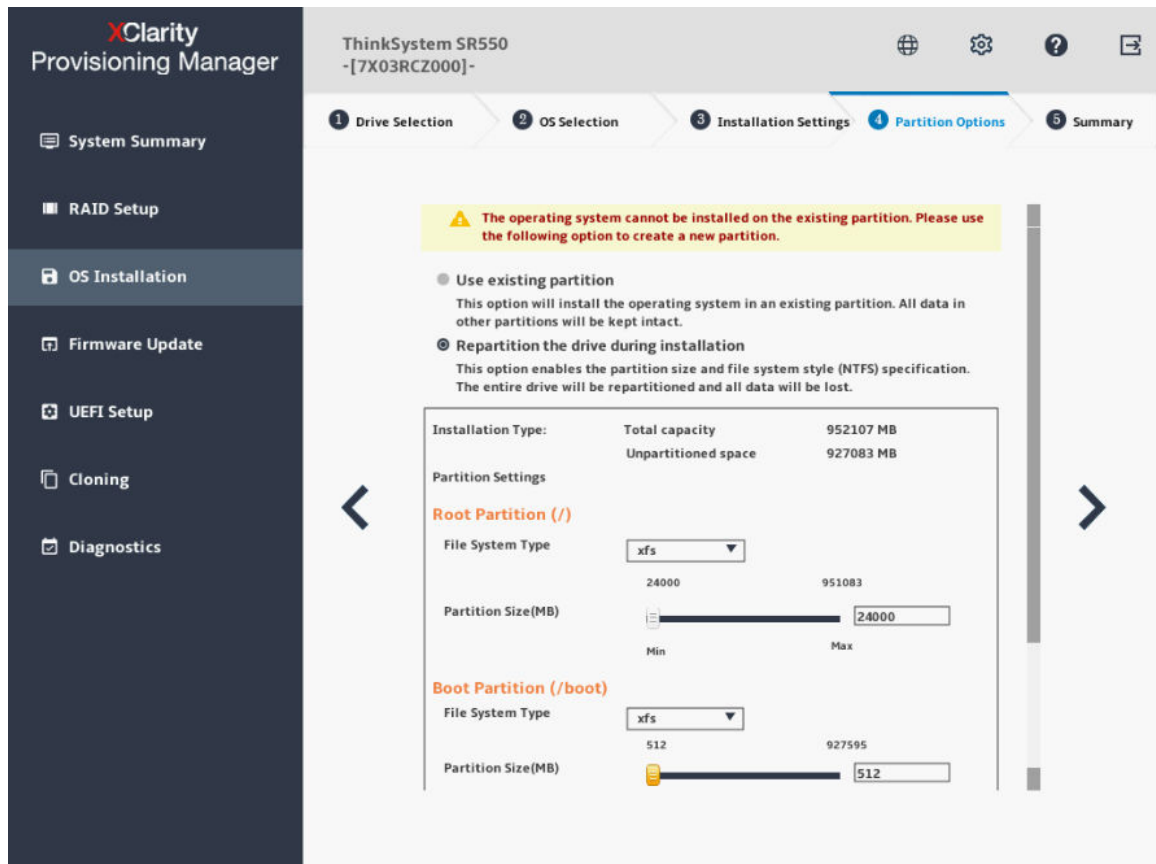 XClarity
Provisioning Manager
System Summary
RAID Setup
OS Installation
Firmware Update
UEFI Setup
Cloning
Diagnostics
ThinkSystem SR550
-[7X03RCZ000]-
1 Drive Selection
2 OS Selection
3 Installation Settings
4 Partition Options
5 Summary
The operating system cannot be installed on the existing partition. Please use
the following option to create a new partition.
Use existing partition
This option will install the operating system in an existing partition. All data in
other partitions will be kept intact.
Repartition the drive during installation
This option enables the partition size and file system style (NTFS) specification.
The entire drive will be repartitioned and all data will be lost.
Installation Type: Total capacity 952107 MB
Unpartitioned space 927083 MB
Partition Settings
Root Partition (/)
File System Type xfs
24000 951083
Partition Size(MB) 24000
Min Max
Boot Partition (/boot)
File System Type xfs
512 927595
Partition Size(MB) 512